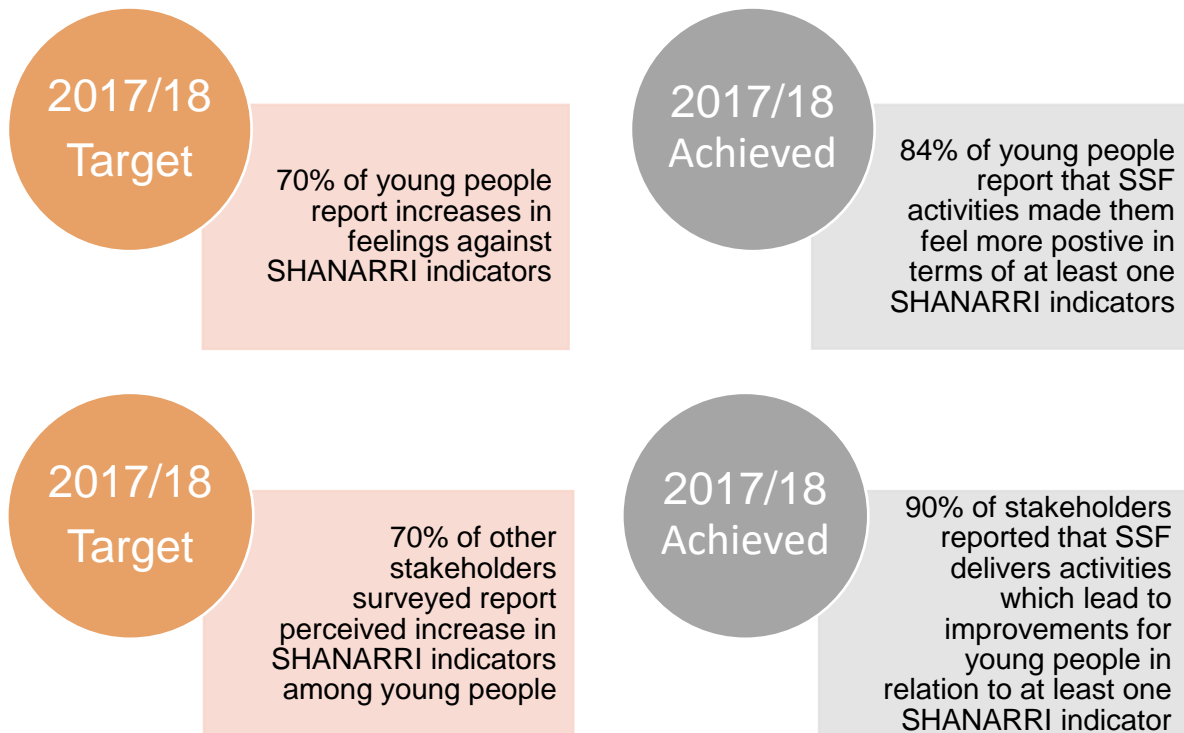 2017/18
Target
70% of young people
report increases in
feelings against
SHANARRI indicators
2017/18
Achieved
84% of young people
report that SSF
activities made them
feel more postive in
terms of at least one
SHANARRI indicators
2017/18
Target
70% of other
stakeholders
surveyed report
perceived increase in
SHANARRI indicators
among young people
2017/18
Achieved
90% of stakeholders
reported that SSF
delivers activities
which lead to
improvements for
young people in
relation to at least one
SHANARRI indicator